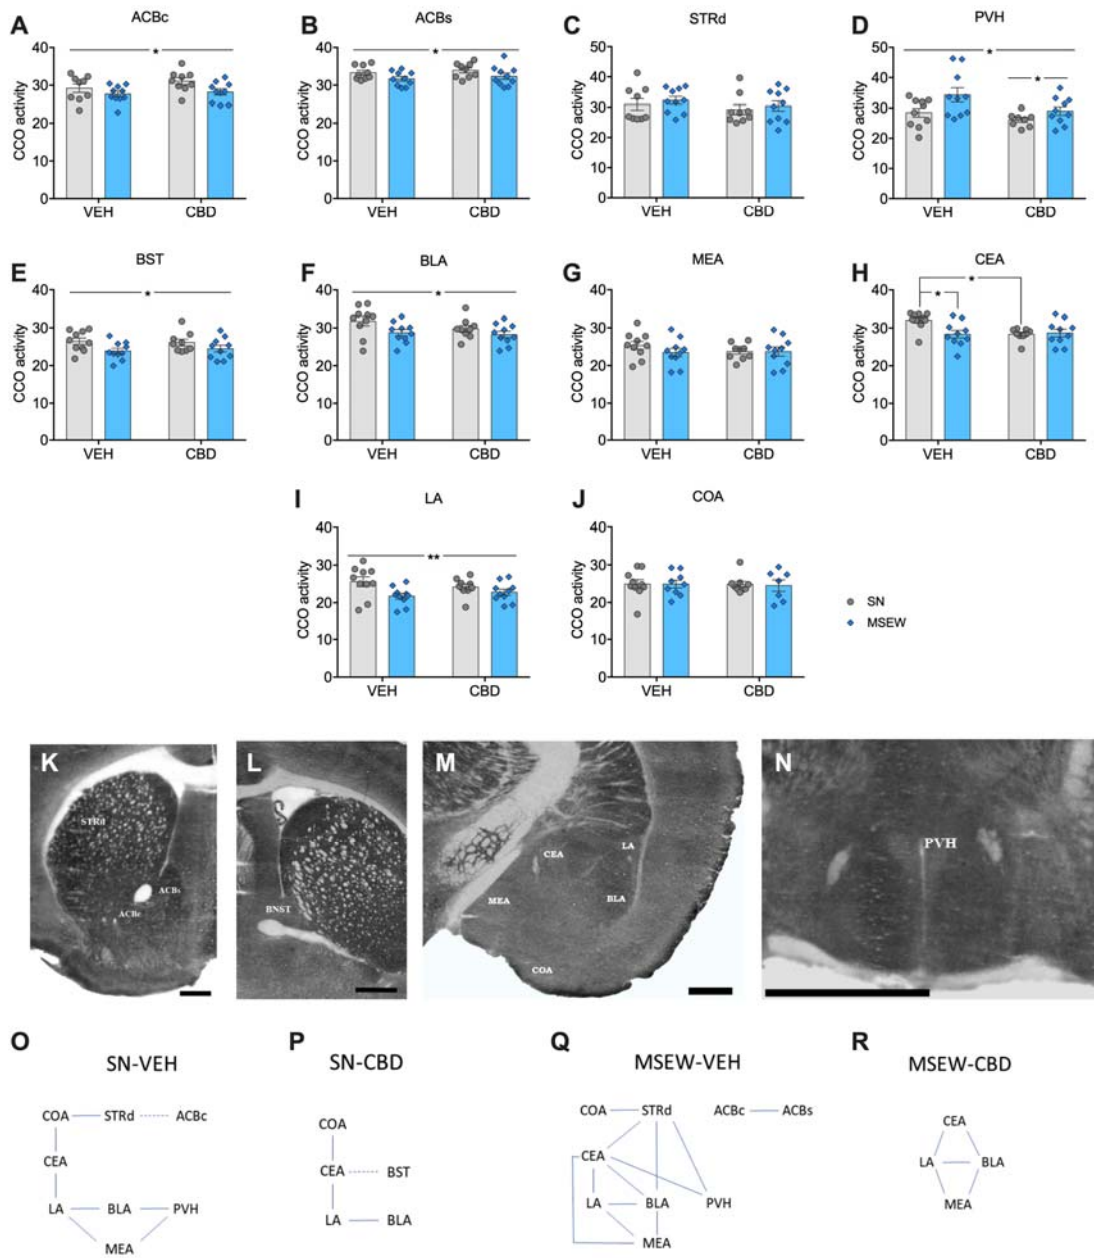 A ACBc B ACBs C STRd D PVH
CCO activity 40 30 20 10 0 * VEH CBD
CCO activity 40 30 20 10 0 * VEH CBD
CCO activity 50 40 30 20 10 0 VEH CBD
CCO activity 50 40 30 20 10 0 * * VEH CBD
E BST F BLA G MEA H CEA
CCO activity 50 40 30 20 10 0 * VEH CBD
CCO activity 40 30 20 10 0 * VEH CBD
CCO activity 50 40 30 20 10 0 VEH CBD
CCO activity 50 40 30 20 10 0 * * VEH CBD
I LA J COA
CCO activity 40 30 20 10 0 ** VEH CBD
CCO activity 40 30 20 10 0 VEH CBD
SN
MSEW
K STRd ACBs ACBc
L BNST
M CEA LA MEA BLA COA
N PVH
O SN-VEH
COA STRd ACBc
CEA
LA BLA PVH
MEA
P SN-CBD
COA
CEA BST
LA BLA
Q MSEW-VEH
COA STRd ACBc ACBs
CEA
LA BLA PVH
MEA
R MSEW-CBD
CEA
LA BLA
MEA